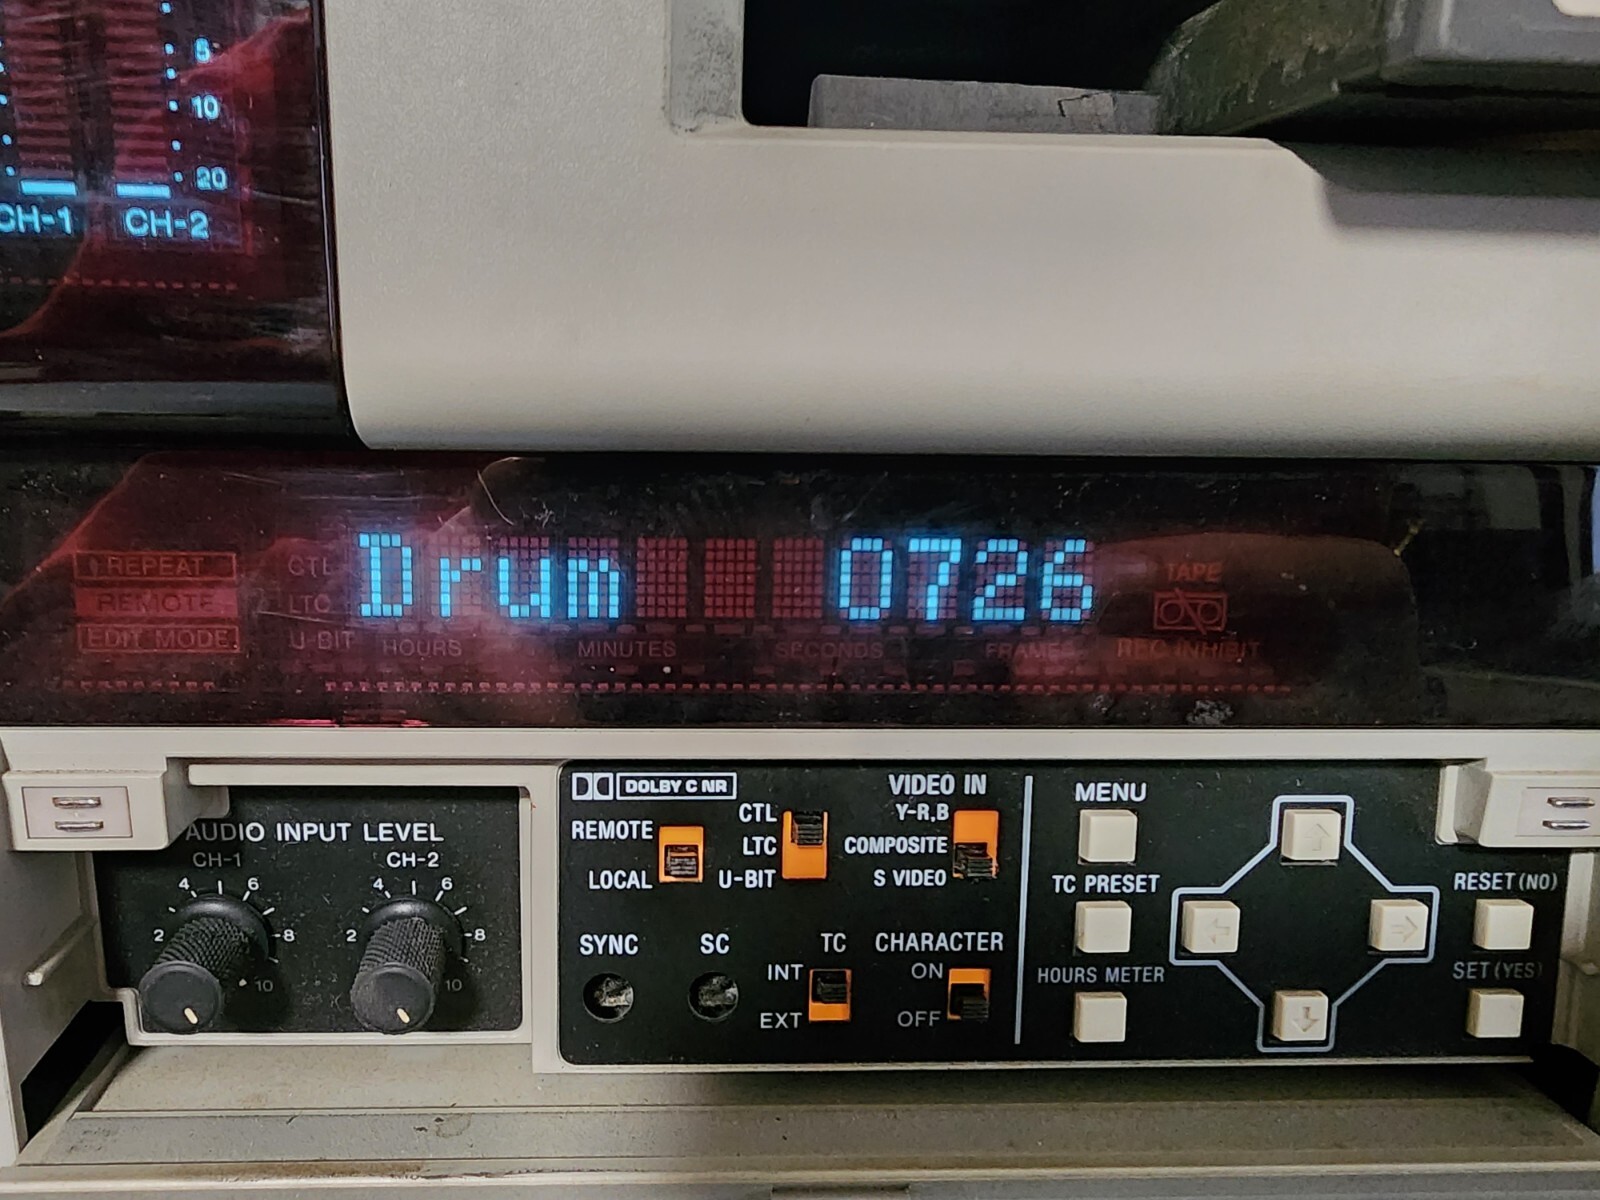 5
10
20
CH-1 CH-2
Drum 0726
REPEAT
REMOTE
EDIT MODE
CTL
LTC
U-BIT
HOURS MINUTES SECONDS FRAMES
TAPE
REC INHIBIT
AUDIO INPUT LEVEL
CH-1 CH-2
2 4 6 8 10
2 4 6 8 10
DOLBY C NR
REMOTE
LOCAL
CTL
LTC
U-BIT
VIDEO IN
Y-R,B
COMPOSITE
S VIDEO
SYNC
SC
TC
INT
EXT
CHARACTER
ON
OFF
MENU
TC PRESET
HOURS METER
RESET (NO)
SET (YES)